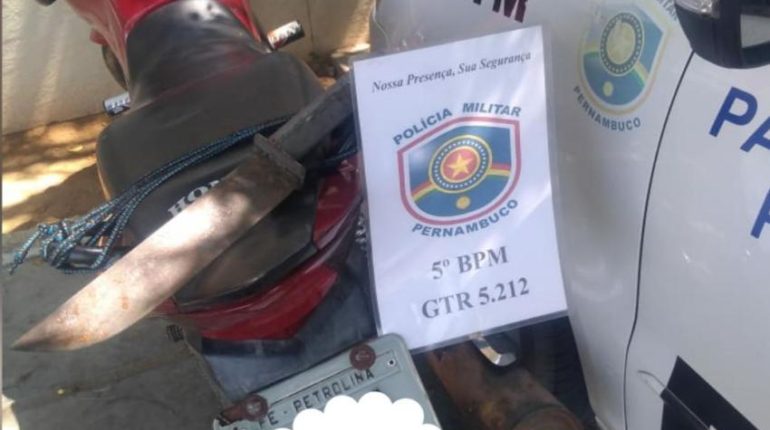 Nossa Presença, Sua Segurança
POLÍCIA MILITAR
PERNAMBUCO
5º BPM
GTR 5.212
PERNAMBUCO
PE - PETROLINA